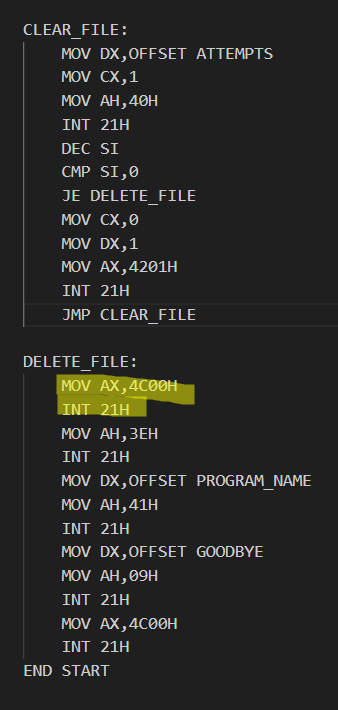 CLEAR_FILE:
MOV DX,OFFSET ATTEMPTS
MOV CX,1
MOV AH,40H
INT 21H
DEC SI
CMP SI,0
JE DELETE_FILE
MOV CX,0
MOV DX,1
MOV AX,4201H
INT 21H
JMP CLEAR_FILE
DELETE_FILE:
MOV AX,4C00H
INT 21H
MOV AH,3EH
INT 21H
MOV DX,OFFSET PROGRAM_NAME
MOV AH,41H
INT 21H
MOV DX,OFFSET GOODBYE
MOV AH,09H
INT 21H
MOV AX,4C00H
INT 21H
END START